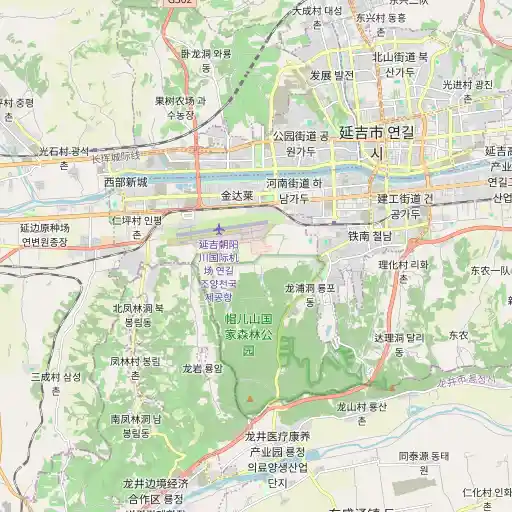 G302
大成村 대성
촌
东兴村 동흥
촌
卧龙洞 와룡
동
北山街道 북
산가두
发展 발전
光进村 광진
촌
果树农场 과
수농장
坪村 중평
촌
延吉市 연길
시
公园街道 공
원가두
光石村 광석
촌
长珲城际线
西部新城
河南街道 하
남가두
金达莱
建工街道 건
공가두
仁坪村 인평
촌
延边原种场
연변원종장
延吉朝阳
川国际机
场 연길
조양천국
제공항
铁南 철남
理化村 리화
촌
龙浦洞 룡포
동
北凤林洞 북
봉림동
帽儿山国
家森林公
园
达理洞 달리
동
东农
凤林村 봉림
촌
龙岩 룡암
三成村 삼성
촌
延吉市
龙山村 룡산
촌
南凤林洞 남
봉림동
龙井医疗康养
产业园 룡정
의료양생산업
단지
同泰源 동태
원
龙井边境经济
合作区 룡정
仁化村 인화
촌